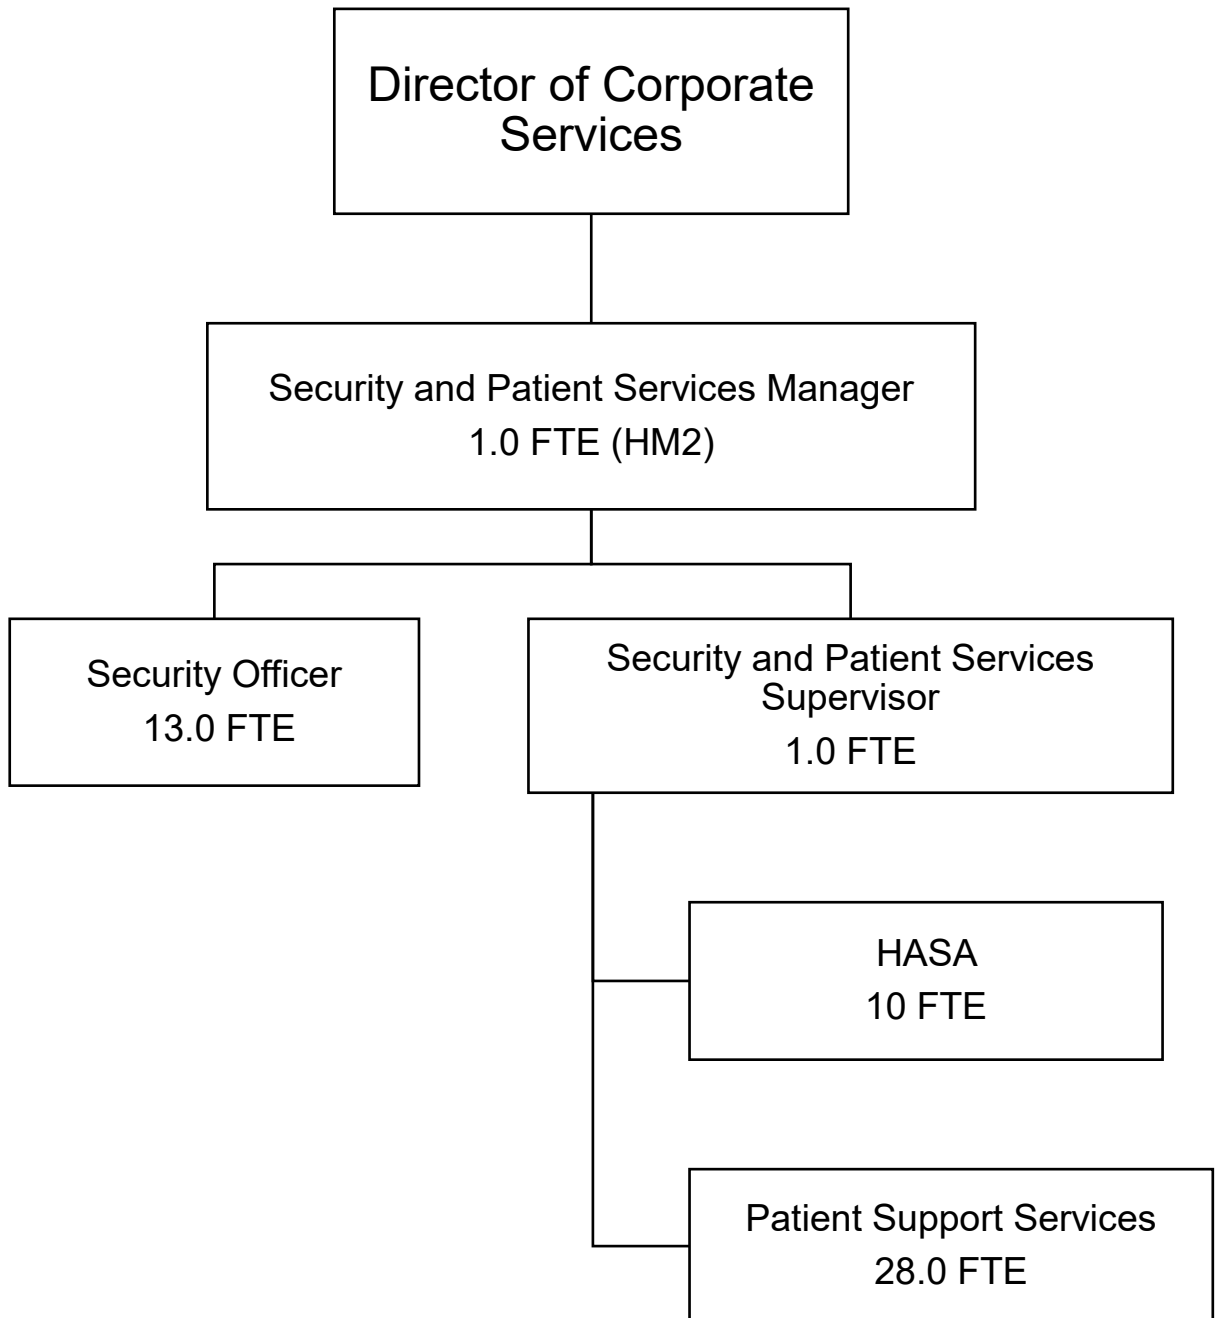 Director of Corporate
Services
Security and Patient Services Manager
1.0 FTE (HM2)
Security Officer
13.0 FTE
Security and Patient Services
Supervisor
1.0 FTE
HASA
10 FTE
Patient Support Services
28.0 FTE